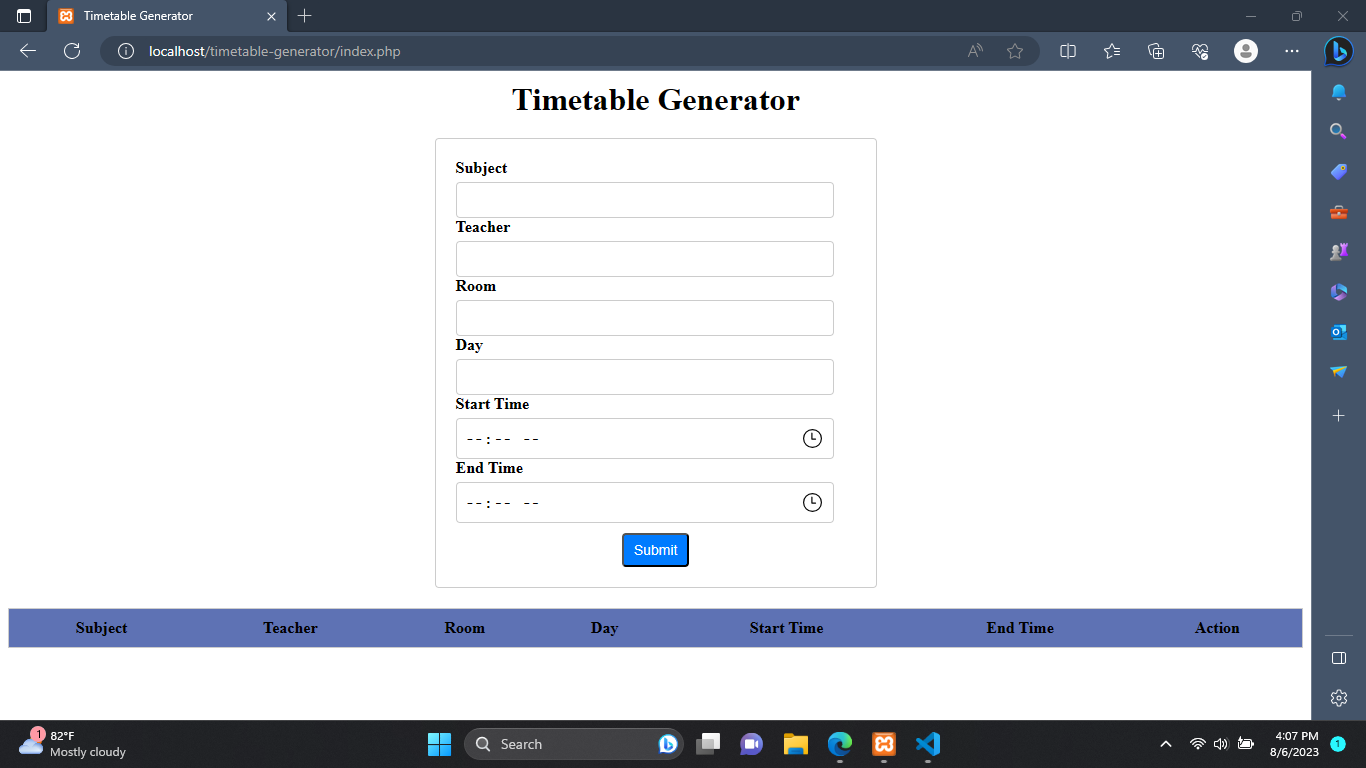 Timetable Generator
localhost/timetable-generator/index.php
Timetable Generator
Subject
Teacher
Room
Day
Start Time
--:-- --
End Time
--:-- --
Submit
Subject Teacher Room Day Start Time End Time Action
1
82°F
Mostly cloudy
Search
4:07 PM
8/6/2023
1